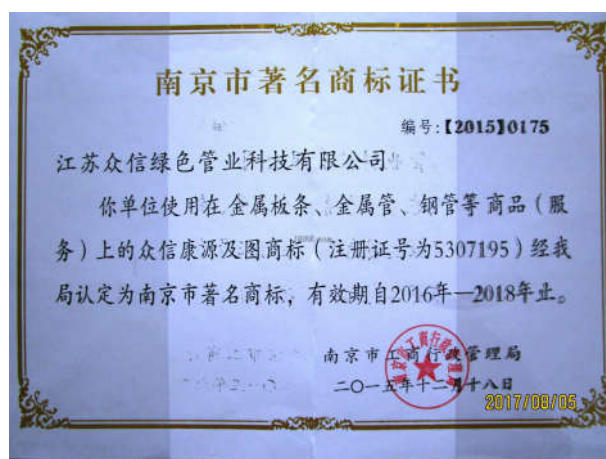 南京市著名商标证书
编号:【2015】0175
江苏众信绿色管业科技有限公司
你单位使用在金属板条、金属管、钢管等商品（服
务）上的众信康源及图商标（注册证号为5307195）经我
局认定为南京市著名商标，有效期自2016年—2018年止。
南京市工商行政管理局
二〇一五年十二月十八日
2017/08/05